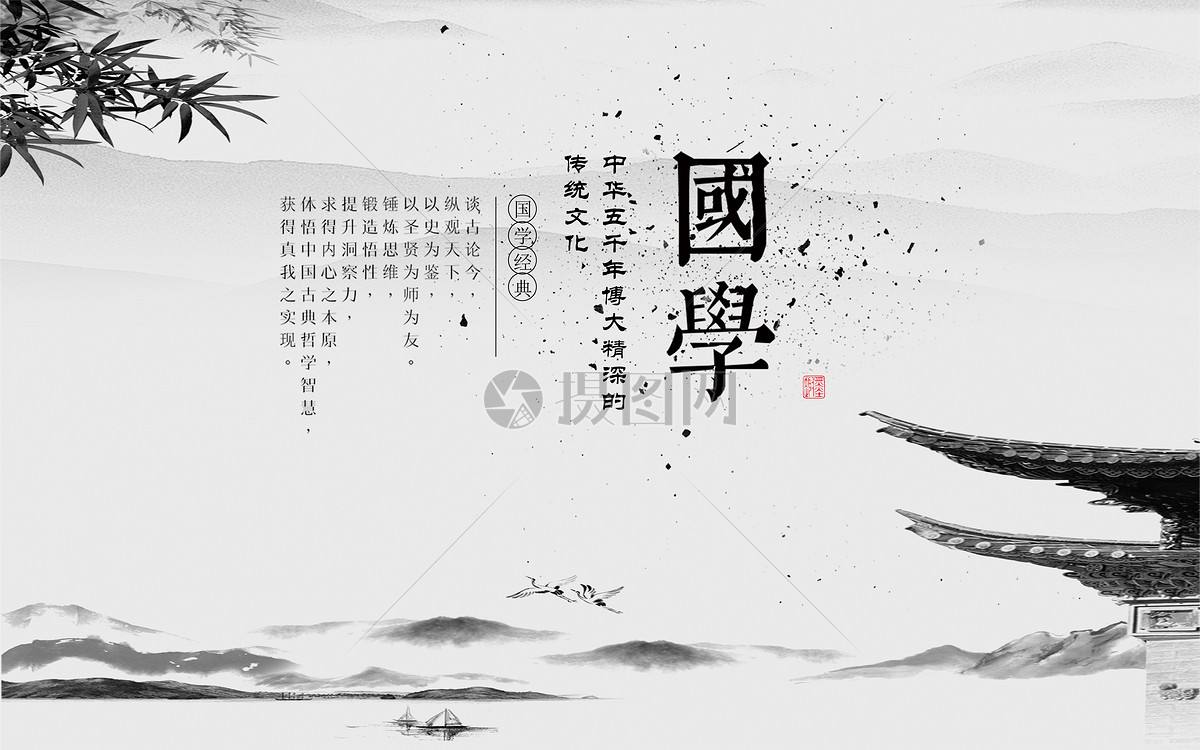 國學
中华五千年博大精深的
传统文化
国学经典
谈古论今，
纵观天下，
以史为鉴，
以圣贤为师为友。
锤炼思维，
锻造悟性，
提升洞察力，
求得内心之本原，
体悟中国古典哲学智慧，
获得真我之实现。
摄图网